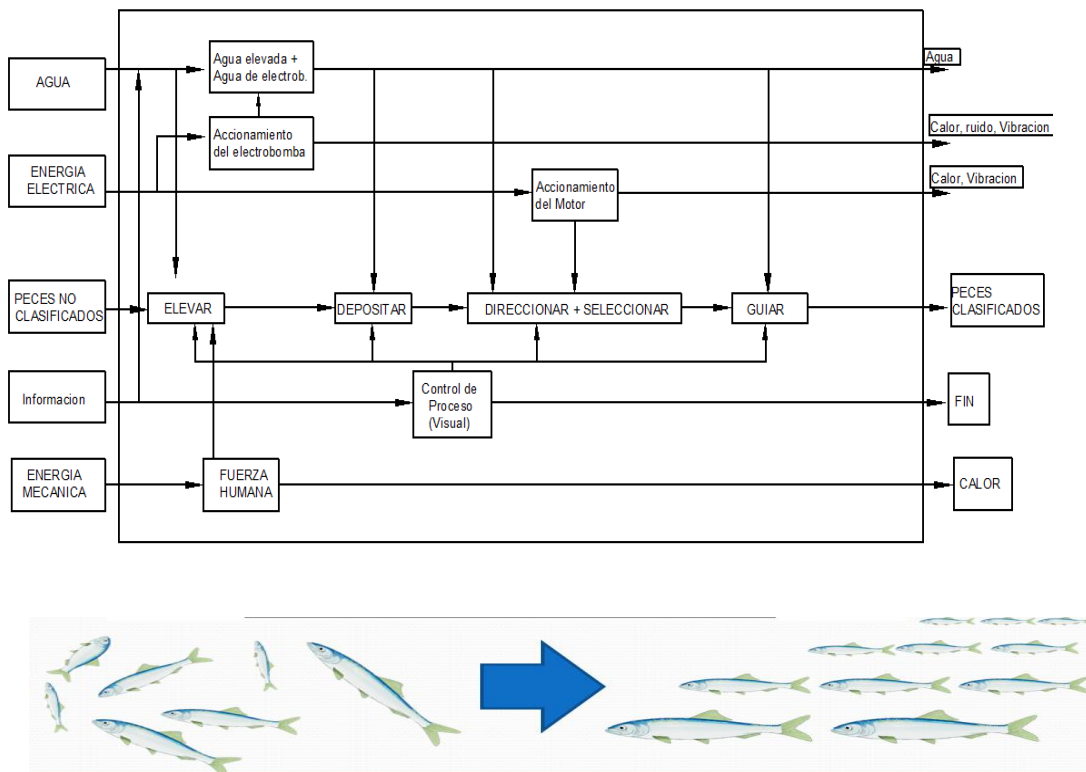 AGUA
Agua elevada +
Agua de electrob.
Agua
Accionamiento
del electrobomba
Calor, ruido, Vibracion
ENERGIA
ELECTRICA
Accionamiento
del Motor
Calor, Vibracion
PECES NO
CLASIFICADOS
ELEVAR
DEPOSITAR
DIRECCIONAR + SELECCIONAR
GUIAR
PECES
CLASIFICADOS
Informacion
Control de
Proceso
(Visual)
FIN
ENERGIA
MECANICA
FUERZA
HUMANA
CALOR